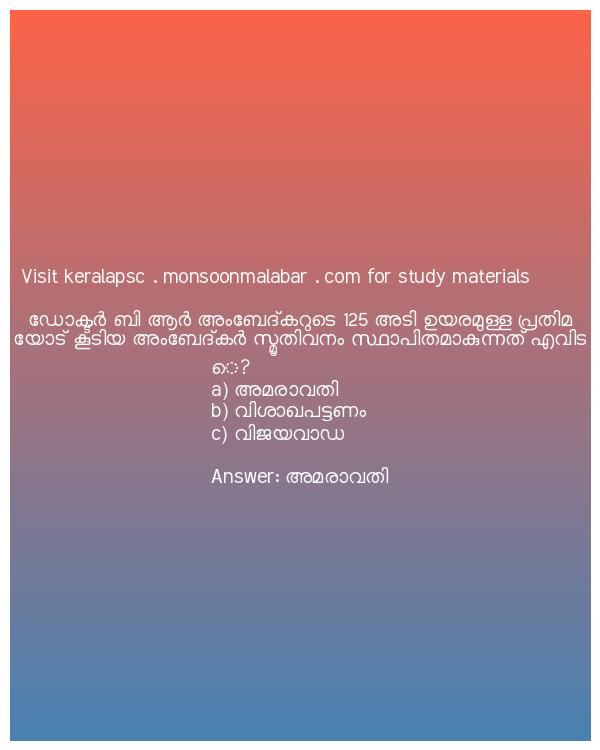 Visit keralapsc . monsoonmalabar . com for study materials
ഡോക്ടർ ബി ആർ അംബേദ്കറുടെ 125 അടി ഉയരമുള്ള പ്രതിമ
യോട് കൂടിയ അംബേദ്കർ സ്മൃതിവനം സ്ഥാപിതമാകുന്നത് എവിട
െ?
a) അമരാവതി
b) വിശാഖപട്ടണം
c) വിജയവാഡ
Answer: അമരാവതി